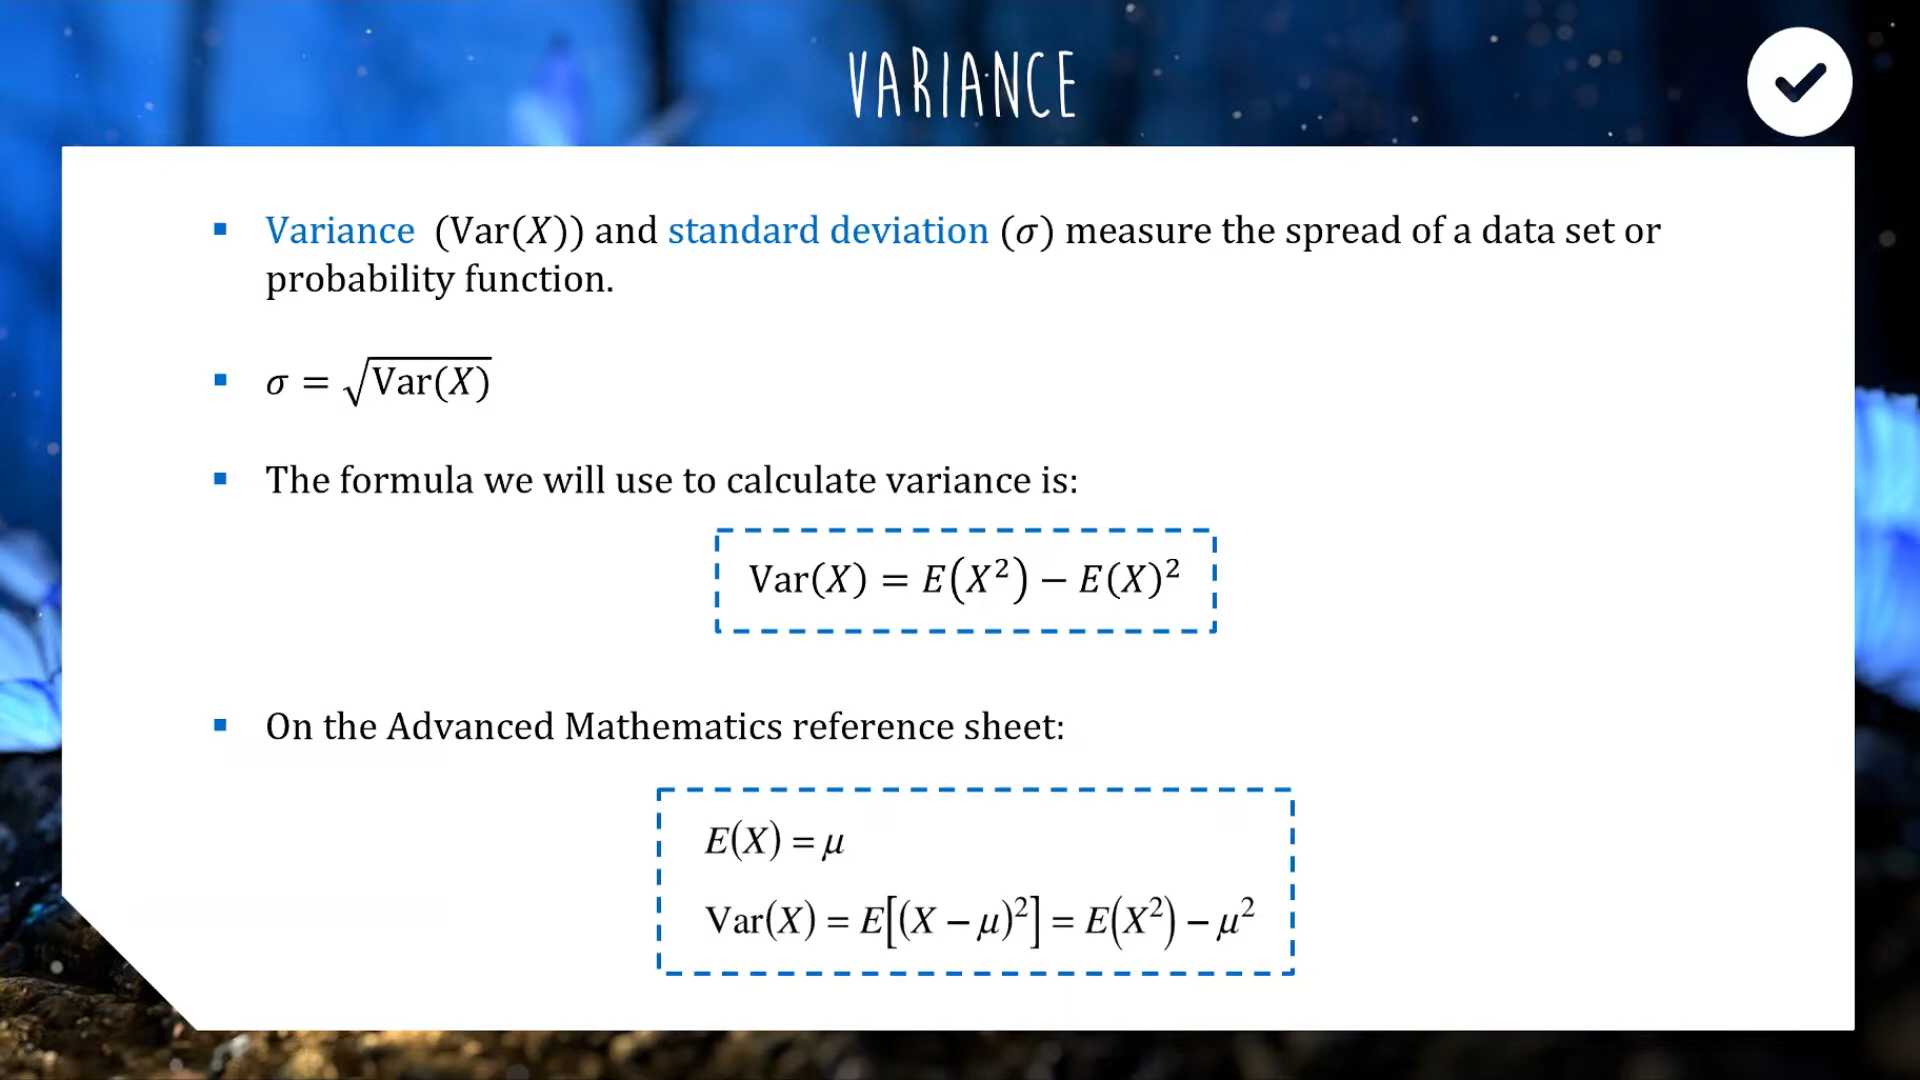 VARIANCE
Variance (Var(X)) and standard deviation (σ) measure the spread of a data set or
probability function.
σ = √Var(X)
The formula we will use to calculate variance is:
Var(X) = E(X²) − E(X)²
On the Advanced Mathematics reference sheet:
E(X) = μ
Var(X) = E[(X − μ)²] = E(X²) − μ²